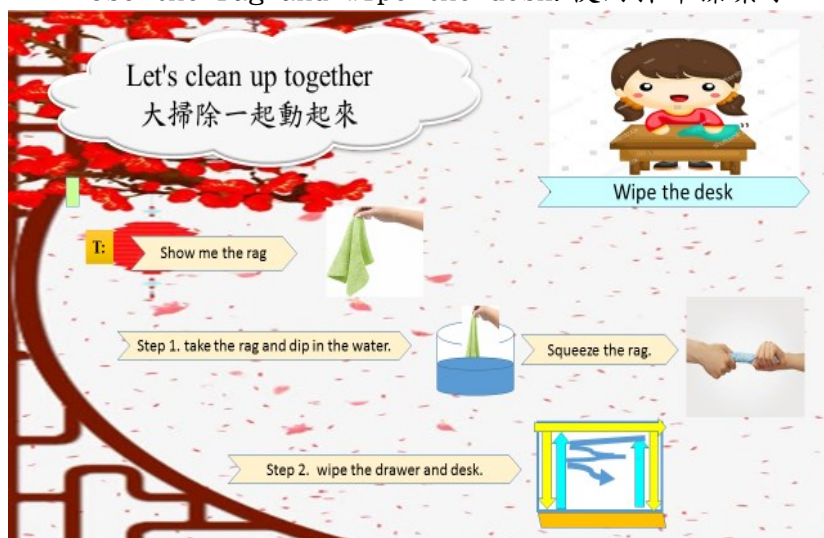 Let's clean up together
大掃除一起動起來
Wipe the desk
T:
Show me the rag
Step 1. take the rag and dip in the water.
Squeeze the rag.
Step 2. wipe the drawer and desk.